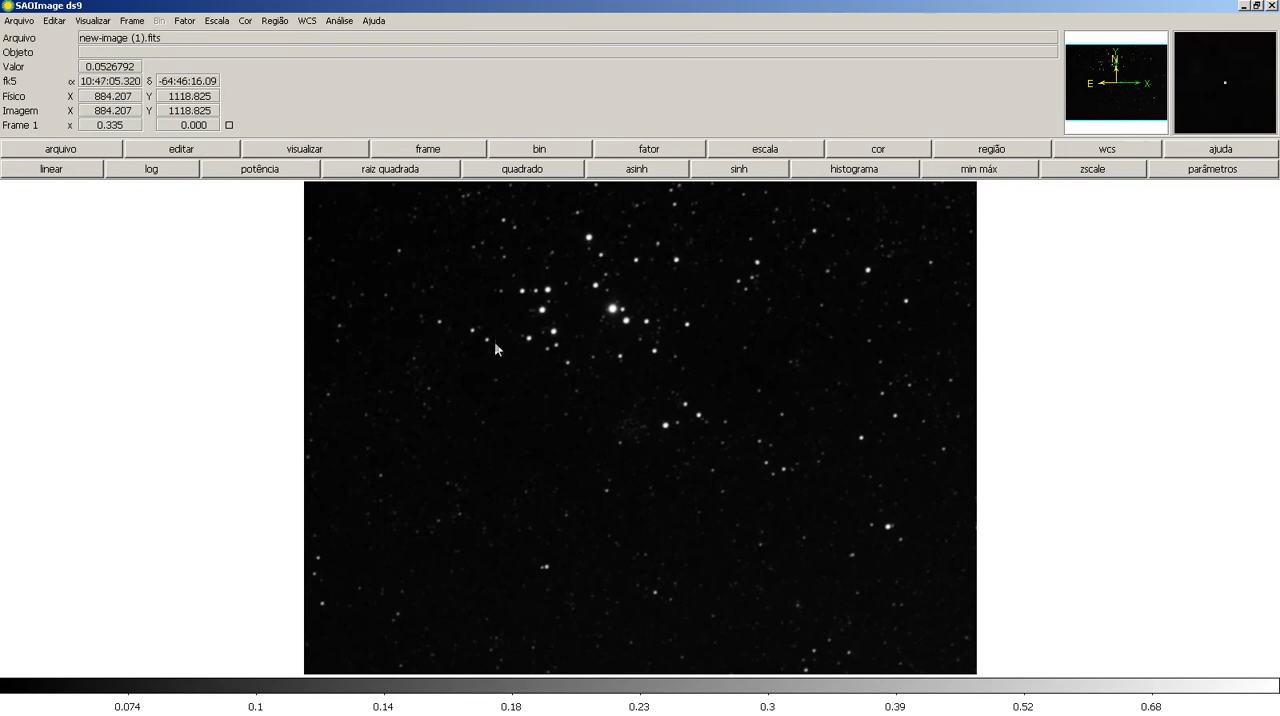 SAOImage ds9
Arquivo Editar Visualizar Frame Bin Fator Escala Cor Região WCS Análise Ajuda
Arquivo new-image (1).fits
Objeto
Valor 0.0526792
fk5 α 10:47:05.320 δ -64:46:16.09
Físico X 884.207 Y 1118.825
Imagem X 884.207 Y 1118.825
Frame 1 x 0.335 0.000
Y
N
E X
arquivo editar visualizar frame bin fator escala cor região wcs ajuda
linear log potência raiz quadrada quadrado asinh sinh histograma min máx zscale parâmetros
0.074 0.1 0.14 0.18 0.23 0.3 0.39 0.52 0.68